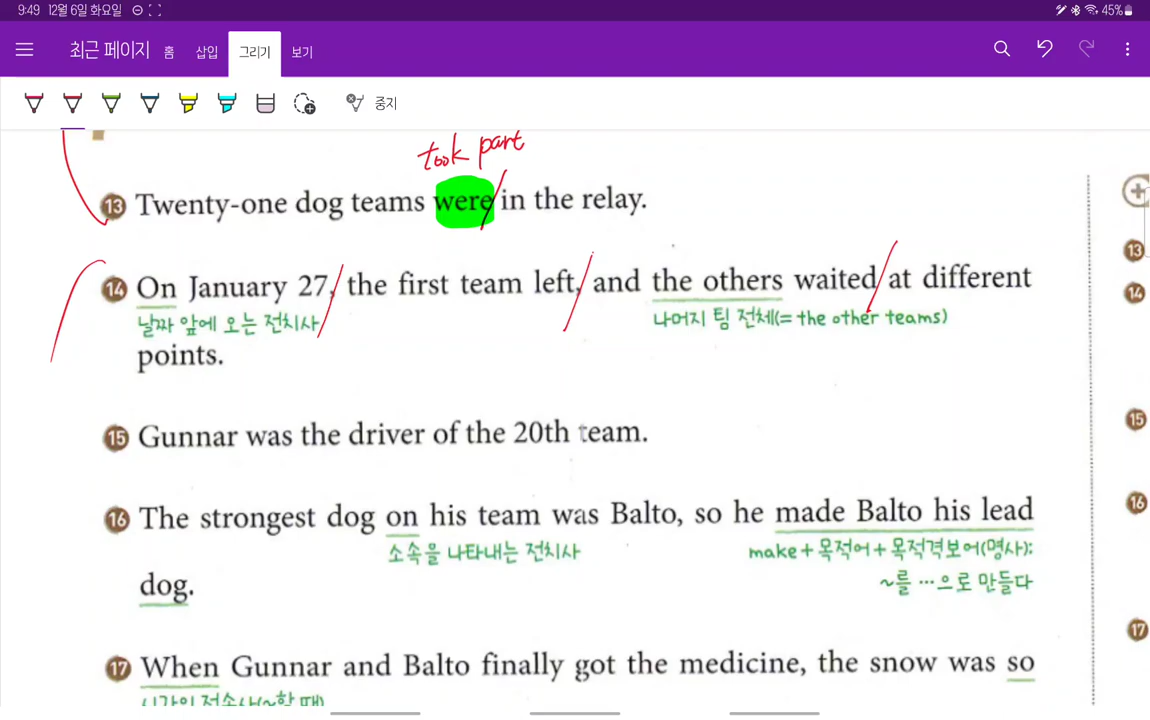 9:49 12월 6일 화요일 45%
최근 페이지 홈 삽입 그리기 보기
중지
took part
13 Twenty-one dog teams were in the relay.
13
14 On January 27, the first team left, and the others waited at different
14
날짜 앞에 오는 전치사 나머지 팀 전체(= the other teams)
points.
15 Gunnar was the driver of the 20th team.
15
16 The strongest dog on his team was Balto, so he made Balto his lead
16
소속을 나타내는 전치사 make+목적어+목적격보어(명사):
~를 …으로 만들다
dog.
17
17 When Gunnar and Balto finally got the medicine, the snow was so